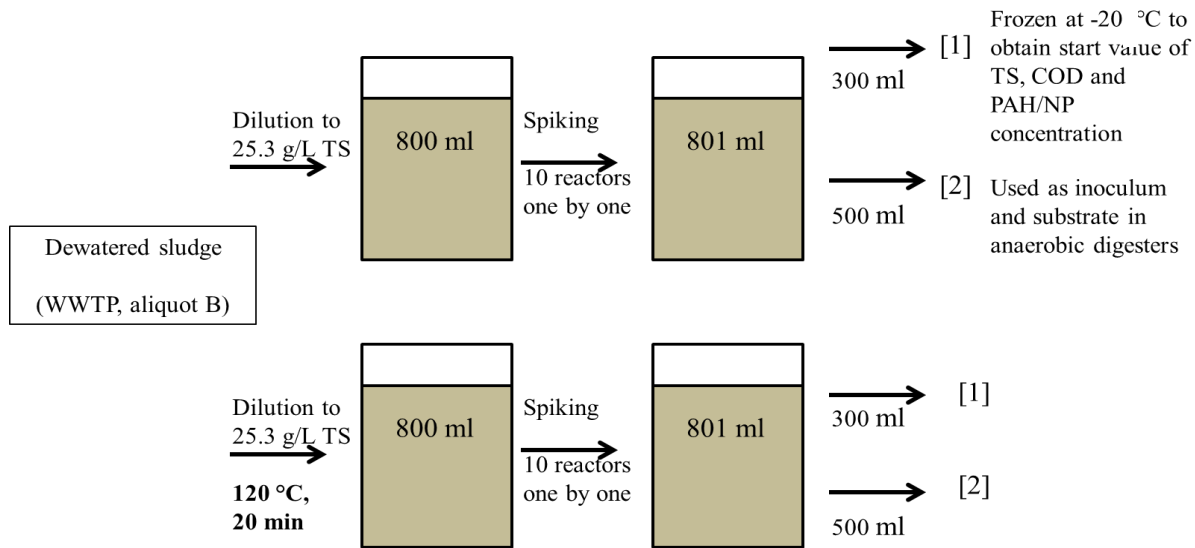 Dewatered sludge
(WWTP, aliquot B)
Dilution to
25.3 g/L TS
800 ml
Spiking
10 reactors
one by one
801 ml
300 ml
[1]
Frozen at -20 °C to
obtain start value of
TS, COD and
PAH/NP
concentration
500 ml
[2]
Used as inoculum
and substrate in
anaerobic digesters
Dilution to
25.3 g/L TS
120 °C,
20 min
800 ml
Spiking
10 reactors
one by one
801 ml
300 ml
[1]
500 ml
[2]